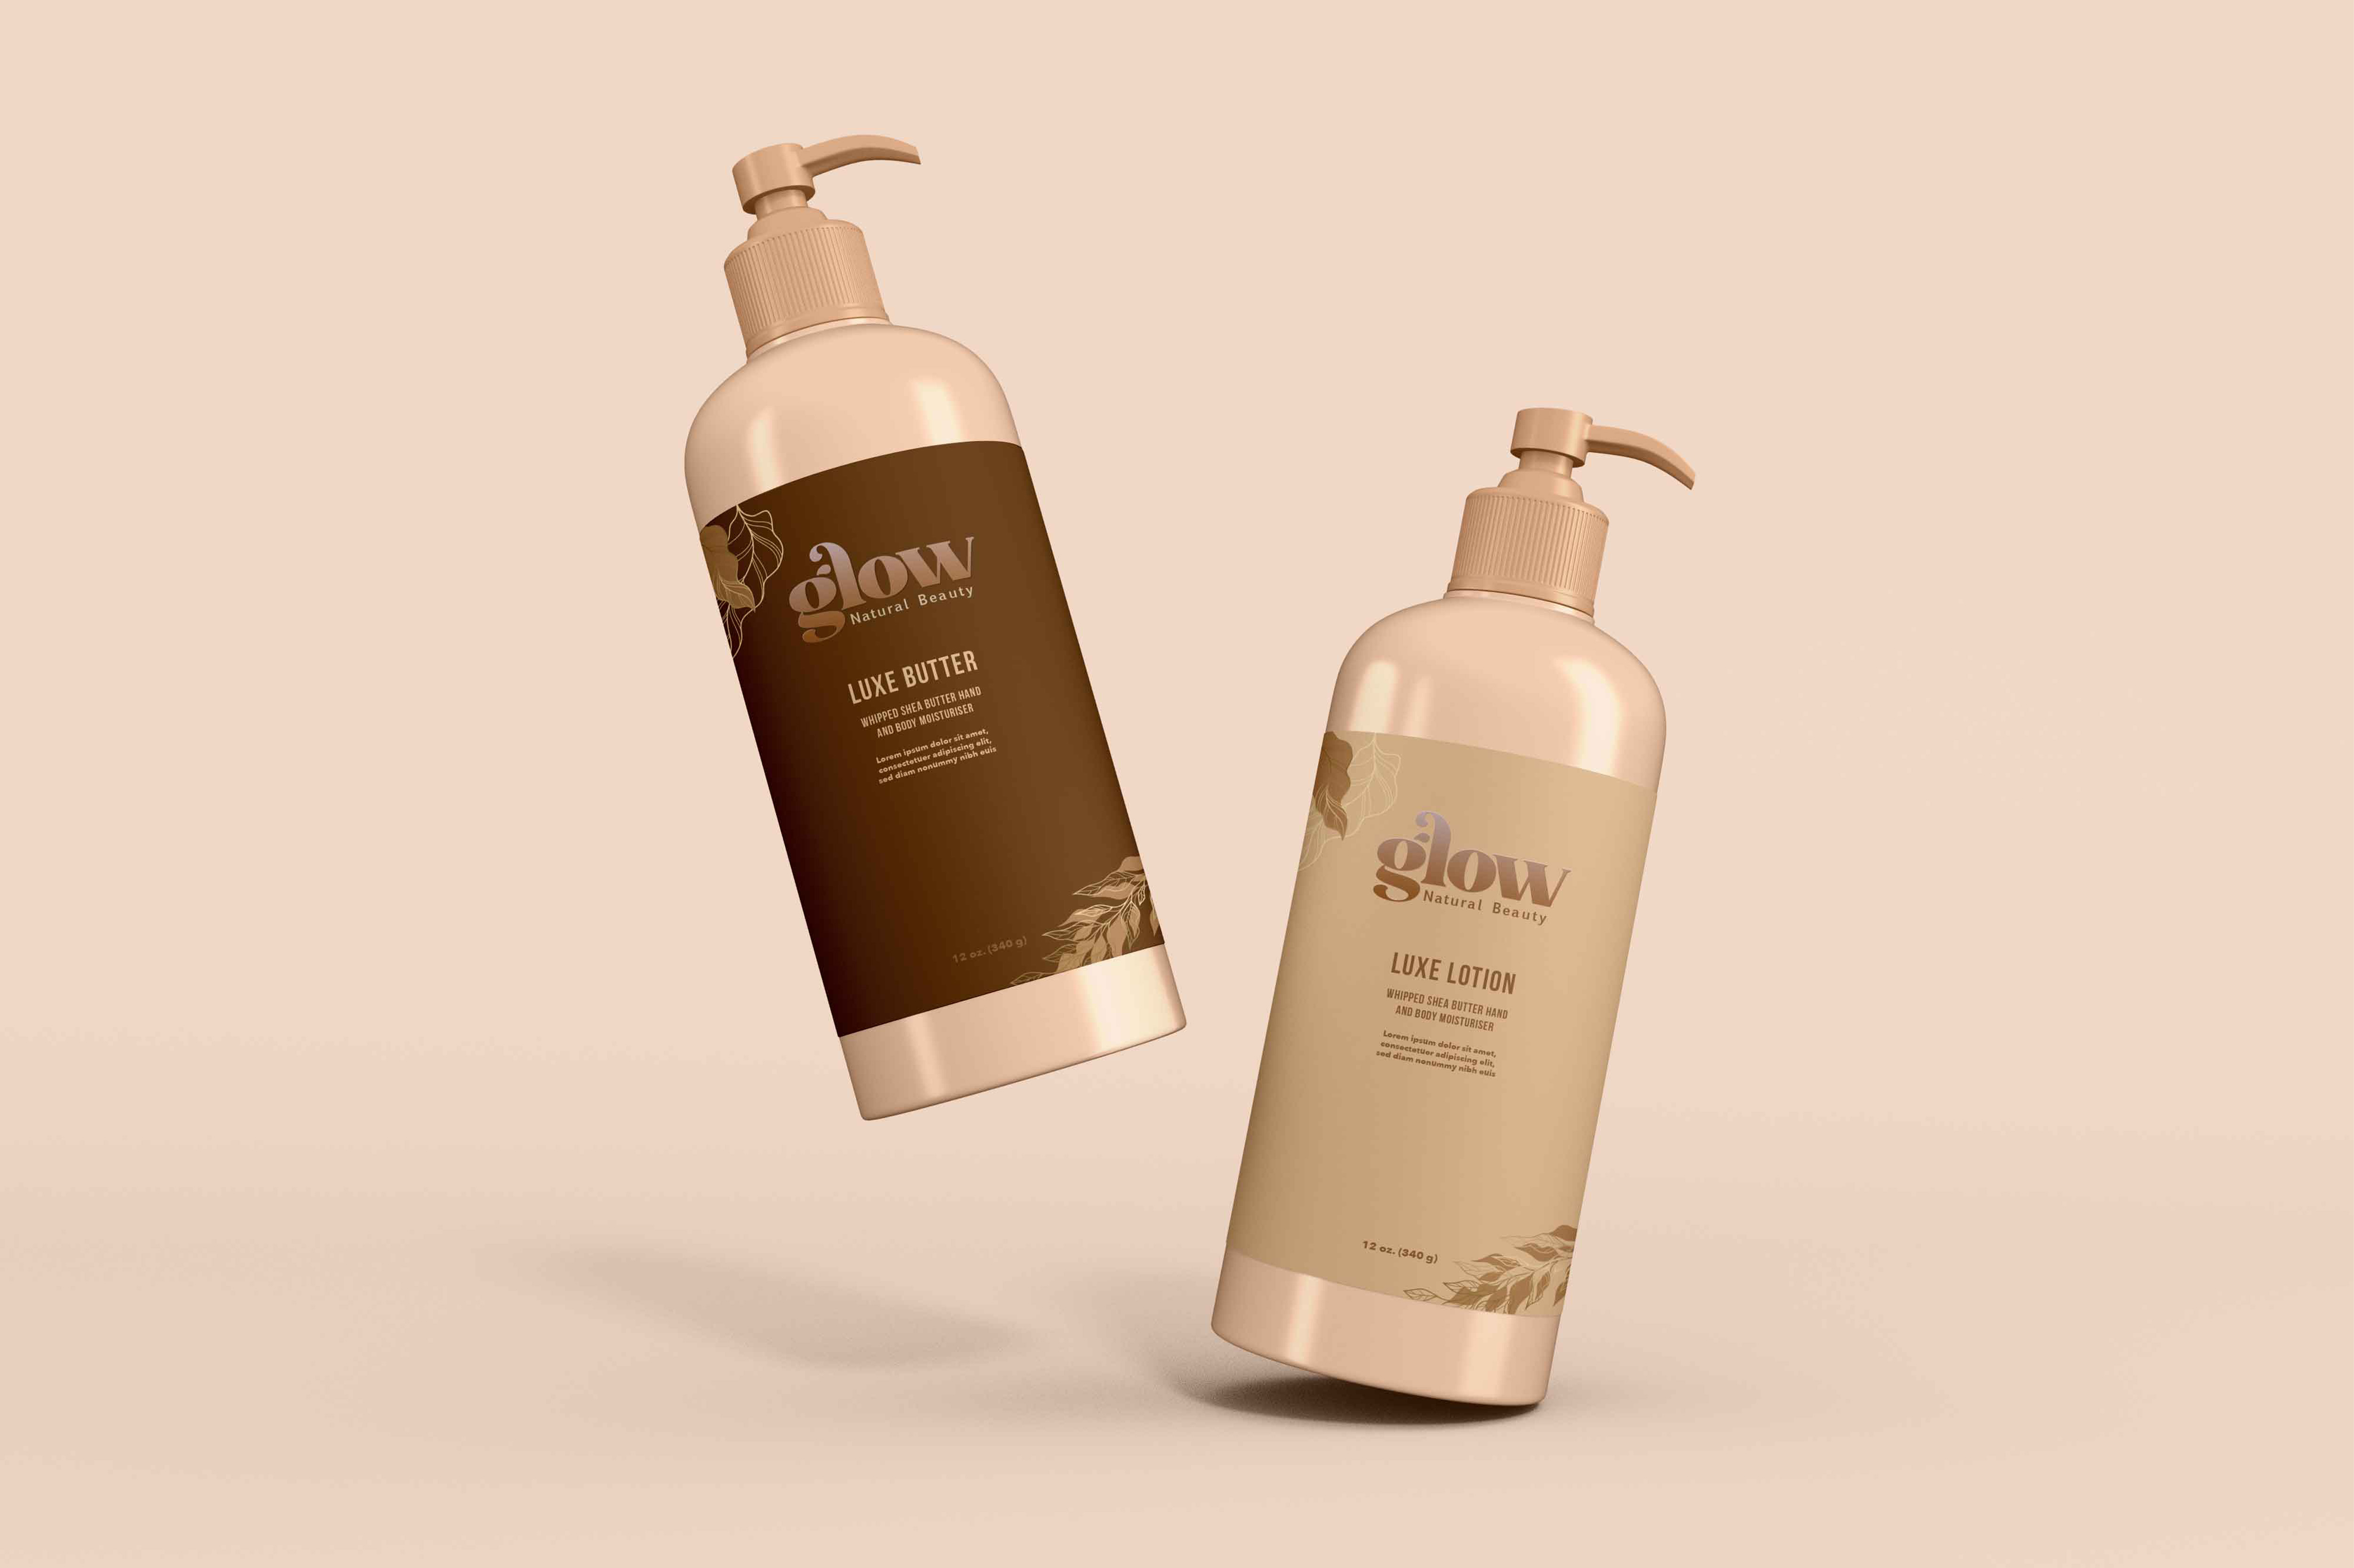 glow
Natural Beauty
LUXE BUTTER
WHIPPED SHEA BUTTER HAND
AND BODY MOISTURISER
Lorem ipsum dolor sit amet,
consectetuer adipiscing elit,
sed diam nonummy nibh euis
12 oz. (340 g)
glow
Natural Beauty
LUXE LOTION
WHIPPED SHEA BUTTER HAND
AND BODY MOISTURISER
Lorem ipsum dolor sit amet,
consectetuer adipiscing elit,
sed diam nonummy nibh euis
12 oz. (340 g)